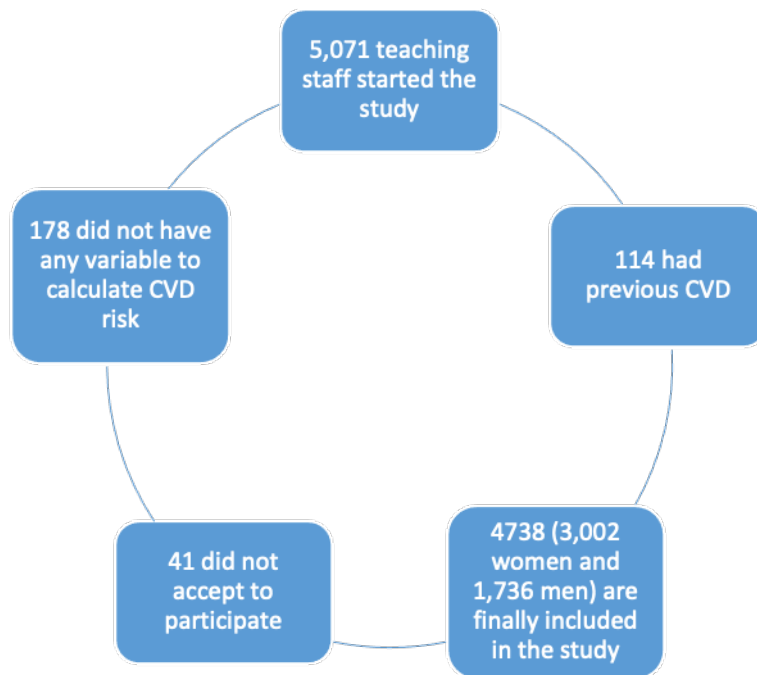 5,071 teaching
staff started the
study
114 had
previous CVD
4738 (3,002
women and
1,736 men) are
finally included
in the study
41 did not
accept to
participate
178 did not have
any variable to
calculate CVD
risk